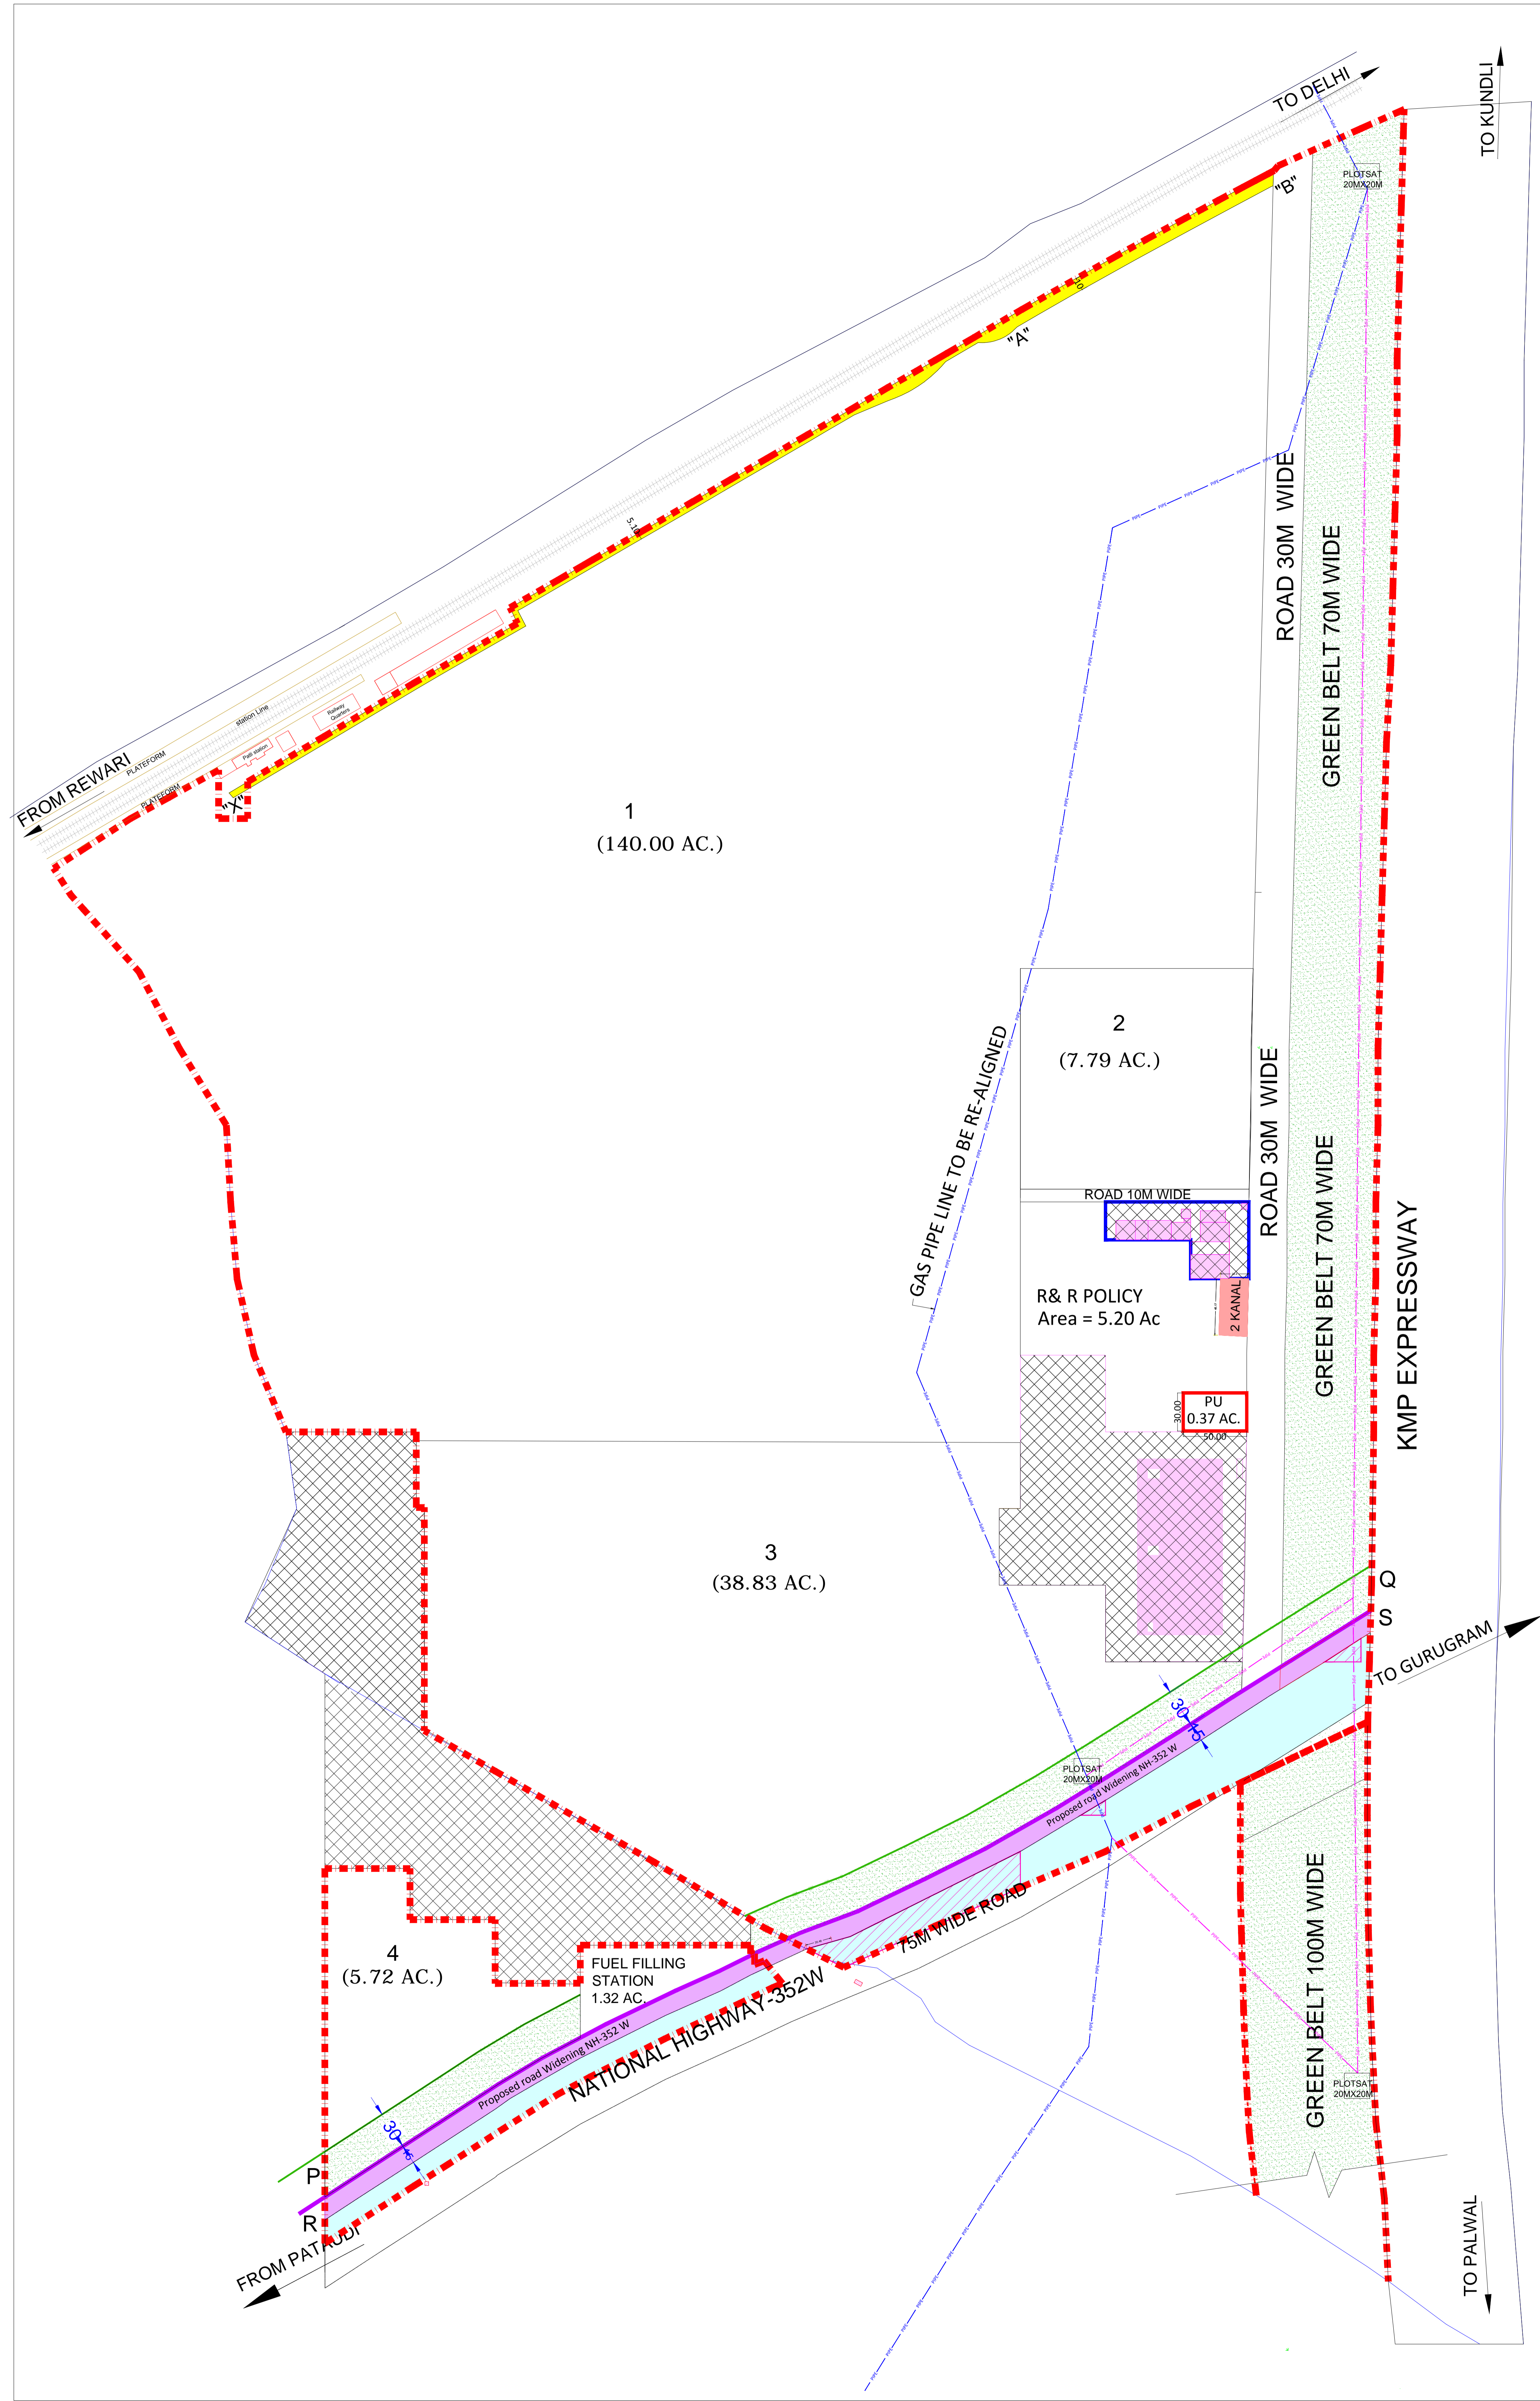 TO DELHI
TO KUNDLI
PLOTSAT
20MX20M
"B"
10
"A"
ROAD 30M WIDE
GREEN BELT 70M WIDE
5.10
station Line
Railway
Quarters
Patli station
FROM REWARI
PLATEFORM
PLATEFORM
"X"
1
(140.00 AC.)
2
(7.79 AC.)
GAS PIPE LINE TO BE RE-ALIGNED
ROAD 30M WIDE
GREEN BELT 70M WIDE
KMP EXPRESSWAY
ROAD 10M WIDE
R& R POLICY
Area = 5.20 Ac
2 KANAL
PU
0.37 AC.
30.00
50.00
3
(38.83 AC.)
Q
S
TO GURUGRAM
30
15
PLOTSAT
20MX20M
Proposed road Widening NH-352 W
75M WIDE ROAD
4
(5.72 AC.)
FUEL FILLING
STATION
1.32 AC.
NATIONAL HIGHWAY-352W
Proposed road Widening NH-352 W
GREEN BELT 100M WIDE
PLOTSAT
20MX20M
30
15
P
R
FROM PATAUDI
TO PALWAL